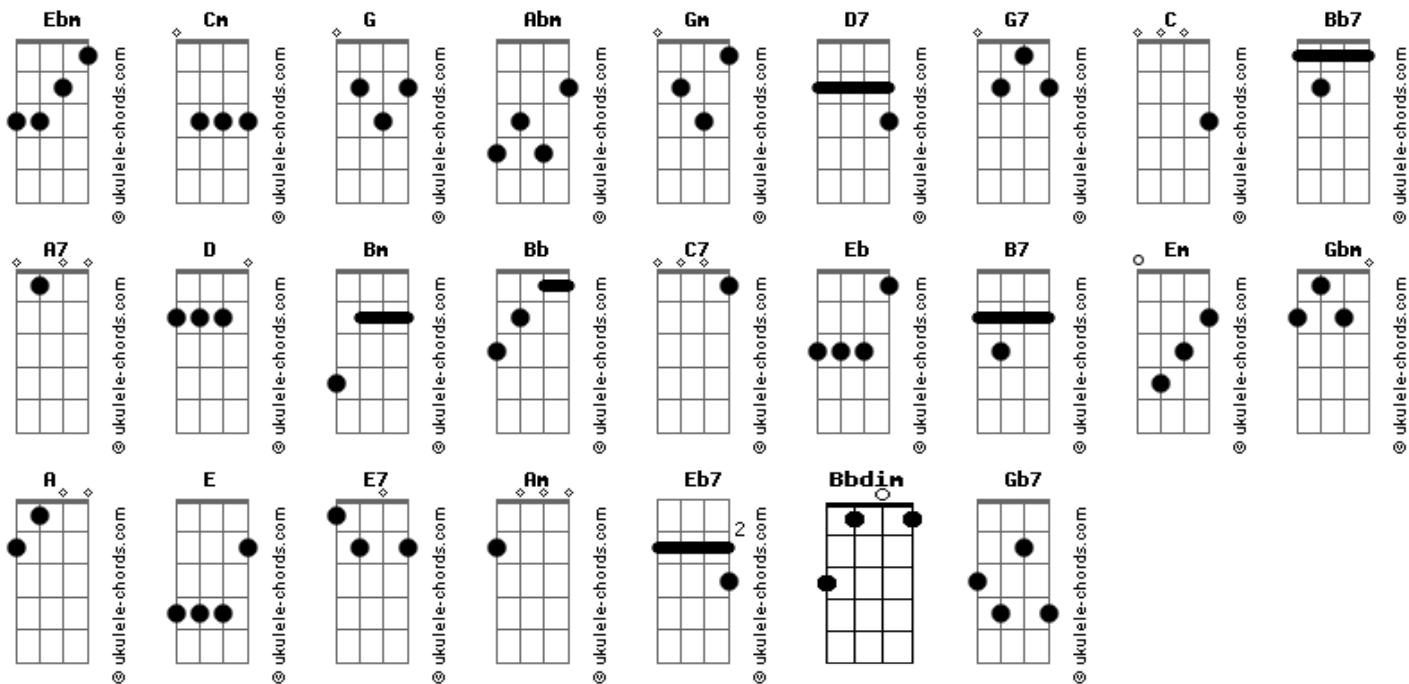 Ebm Cm G Abm Gm D7 G7 C Bb7
© ukulele-chords.com © ukulele-chords.com © ukulele-chords.com © ukulele-chords.com © ukulele-chords.com © ukulele-chords.com © ukulele-chords.com © ukulele-chords.com © ukulele-chords.com
A7 D Bm Bb C7 Eb B7 Em Gbm
© ukulele-chords.com © ukulele-chords.com © ukulele-chords.com © ukulele-chords.com © ukulele-chords.com © ukulele-chords.com © ukulele-chords.com © ukulele-chords.com © ukulele-chords.com
A E E7 Am Eb7 Bbdim Gb7
2
© ukulele-chords.com © ukulele-chords.com © ukulele-chords.com © ukulele-chords.com © ukulele-chords.com © ukulele-chords.com